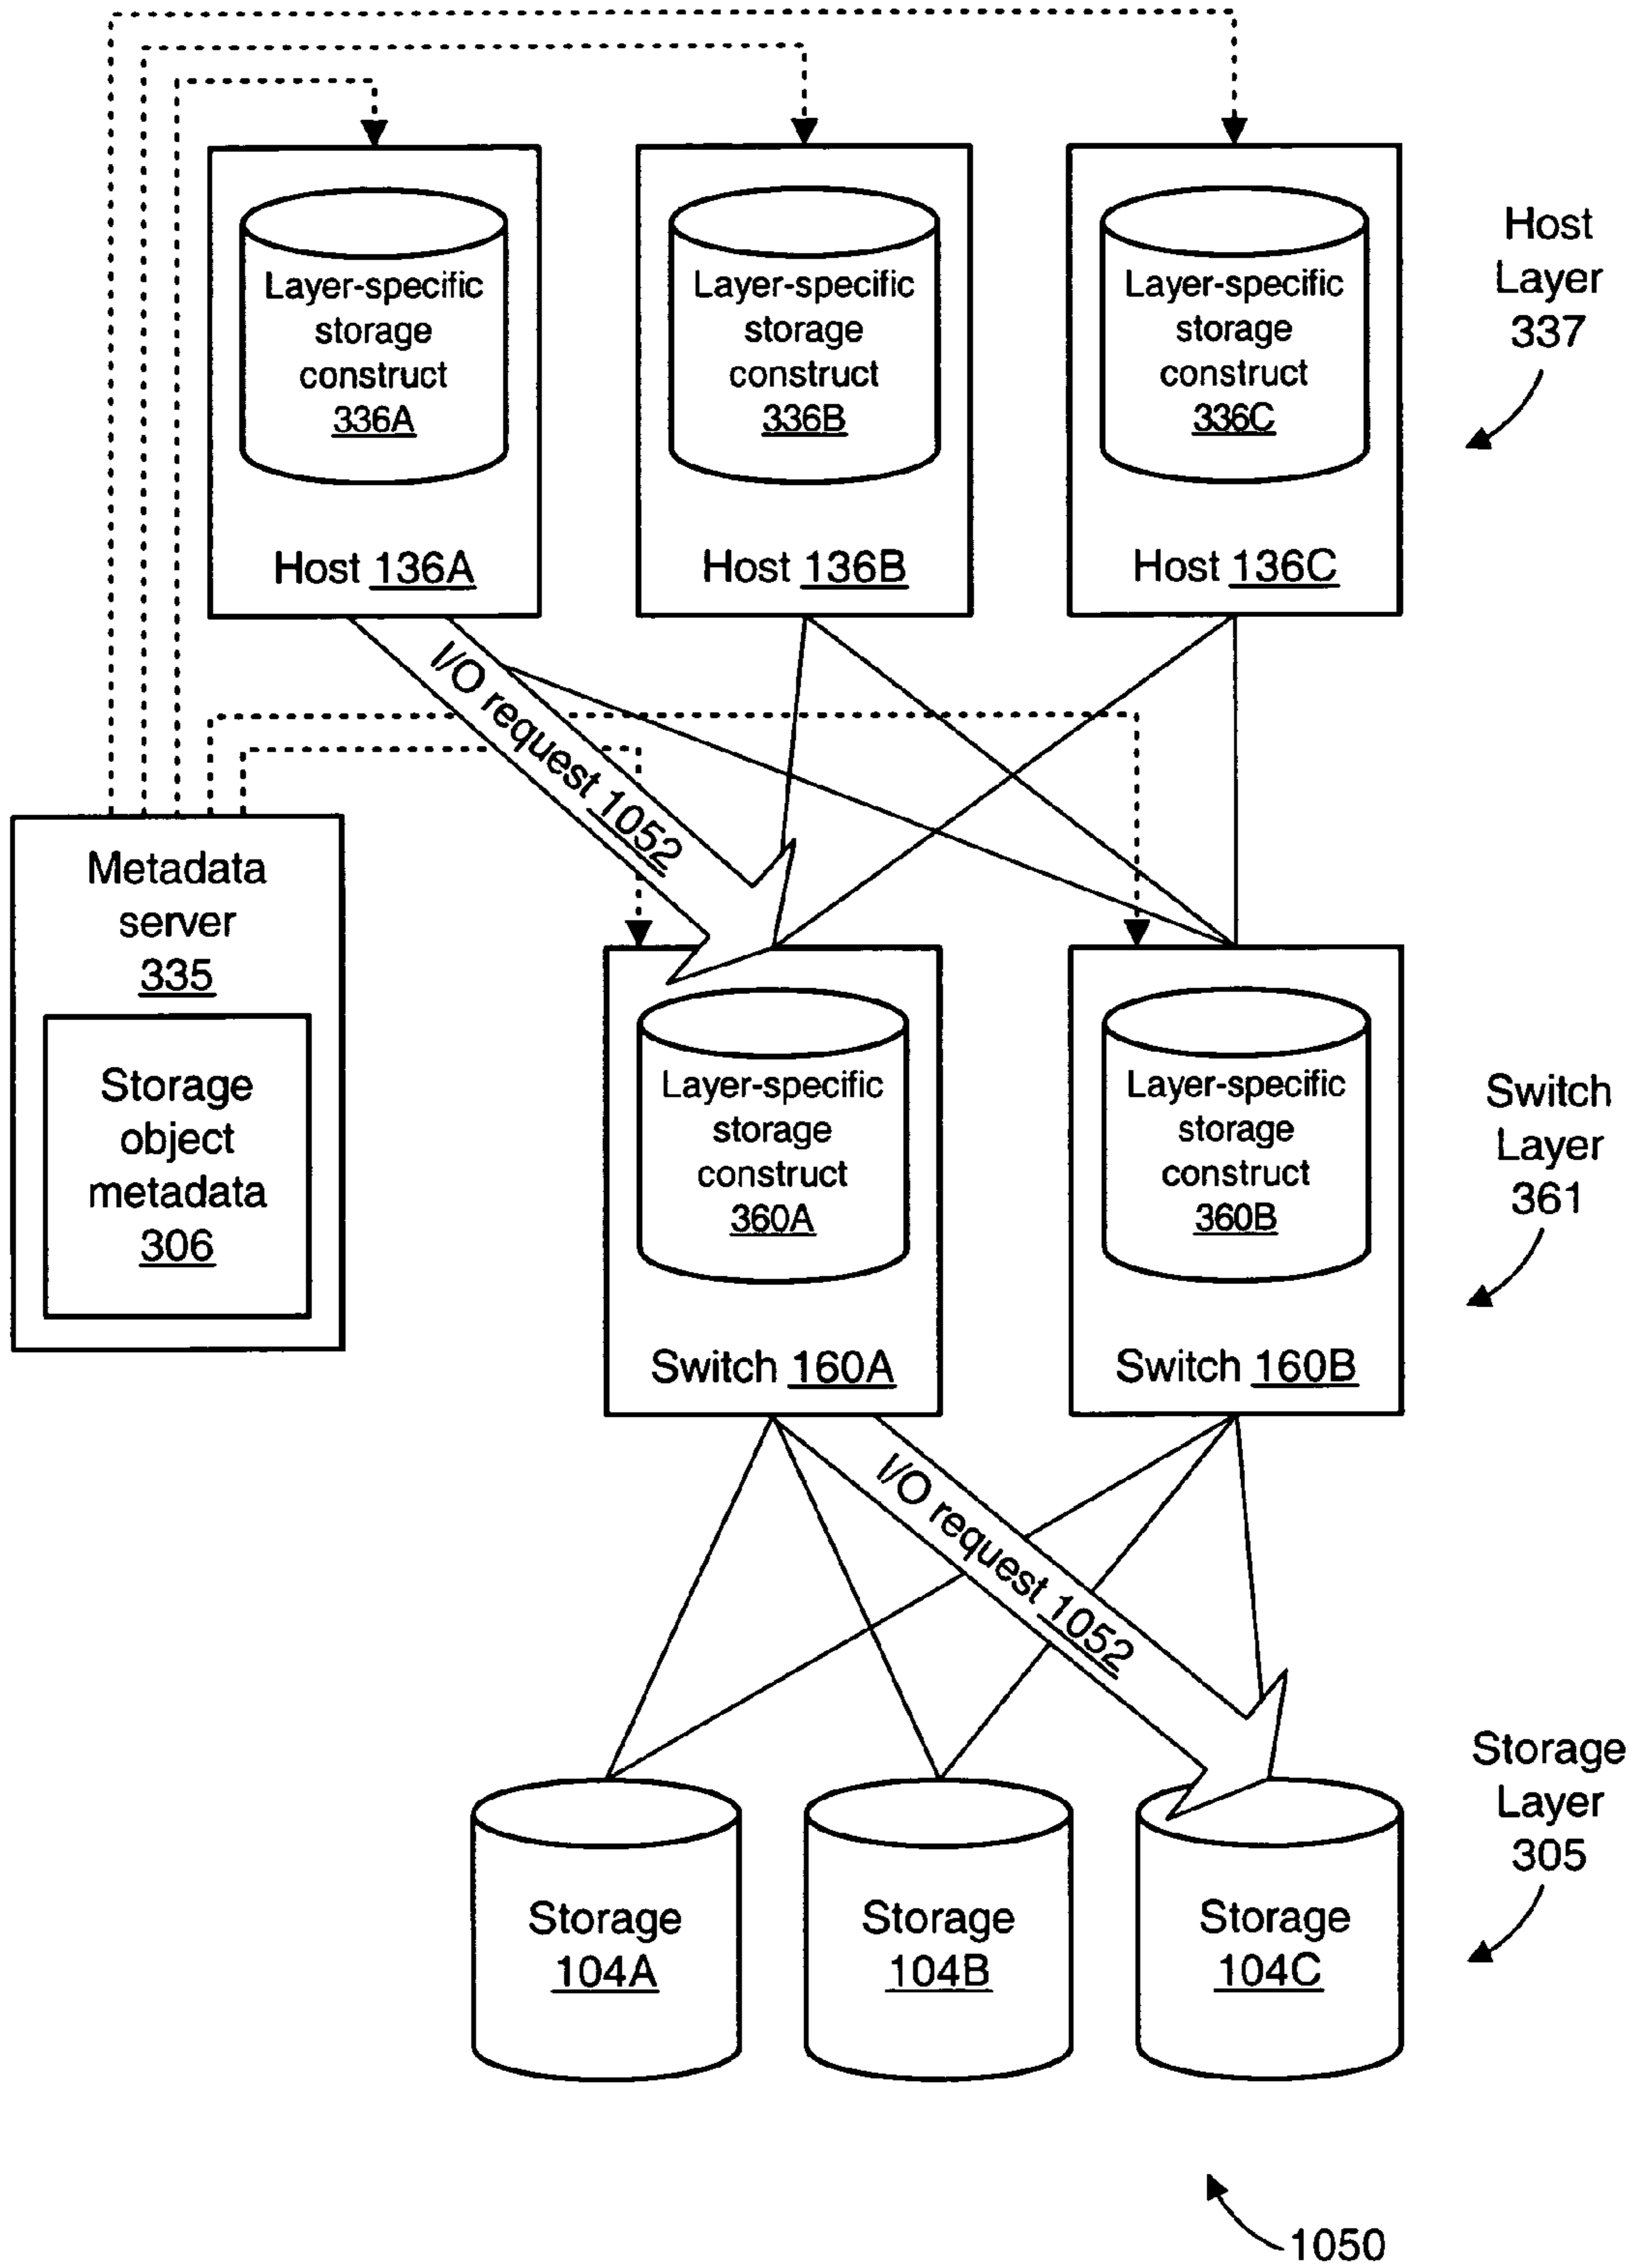 Layer-specific
storage
construct
336A
Host 136A
Layer-specific
storage
construct
336B
Host 136B
Layer-specific
storage
construct
336C
Host 136C
Host
Layer
337
I/O request 1052
Metadata
server
335
Storage
object
metadata
306
Layer-specific
storage
construct
360A
Switch 160A
Layer-specific
storage
construct
360B
Switch 160B
Switch
Layer
361
I/O request 1052
Storage
104A
Storage
104B
Storage
104C
Storage
Layer
305
1050